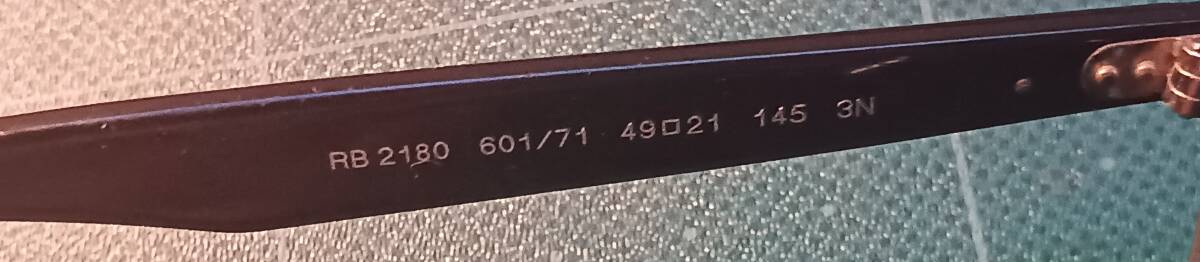 RB 2180 601/71 49□21 145 3N